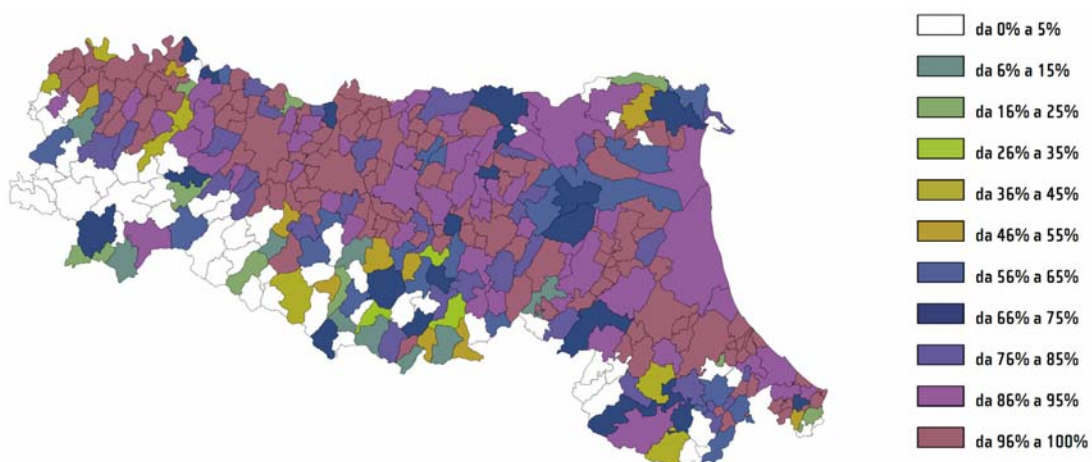 da 0% a 5%
da 6% a 15%
da 16% a 25%
da 26% a 35%
da 36% a 45%
da 46% a 55%
da 56% a 65%
da 66% a 75%
da 76% a 85%
da 86% a 95%
da 96% a 100%